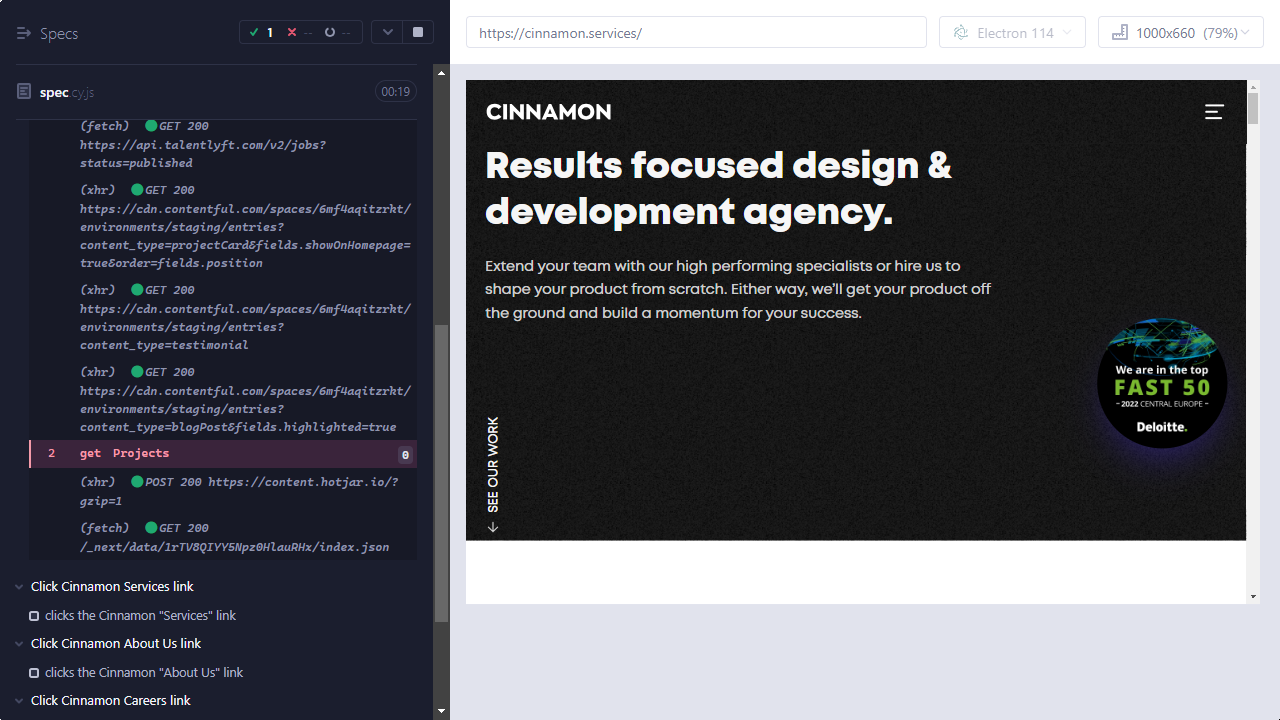 Specs
1
--
--
spec.cy.js
00:19
(fetch) GET 200
https://api.talentlyft.com/v2/jobs?
status=published
(xhr) GET 200
https://cdn.contentful.com/spaces/6mf4aqitzrht/
environments/staging/entries?
content_type=projectCard&fields.showOnHomepage=
true&order=fields.position
(xhr) GET 200
https://cdn.contentful.com/spaces/6mf4aqitzrht/
environments/staging/entries?
content_type=testimonial
(xhr) GET 200
https://cdn.contentful.com/spaces/6mf4aqitzrht/
environments/staging/entries?
content_type=blogPost&fields.highlighted=true
2 get Projects 0
(xhr) POST 200 https://content.hotjar.io/?
gzip=1
(fetch) GET 200
/_next/data/1rTV8QIYY5Npz0HlauRHx/index.json
Click Cinnamon Services link
clicks the Cinnamon "Services" link
Click Cinnamon About Us link
clicks the Cinnamon "About Us" link
Click Cinnamon Careers link
https://cinnamon.services/
Electron 114
1000x660 (79%)
CINNAMON
Results focused design &
development agency.
Extend your team with our high performing specialists or hire us to
shape your product from scratch. Either way, we'll get your product off
the ground and build a momentum for your success.
We are in the top
FAST 50
- 2022 CENTRAL EUROPE -
Deloitte.
SEE OUR WORK